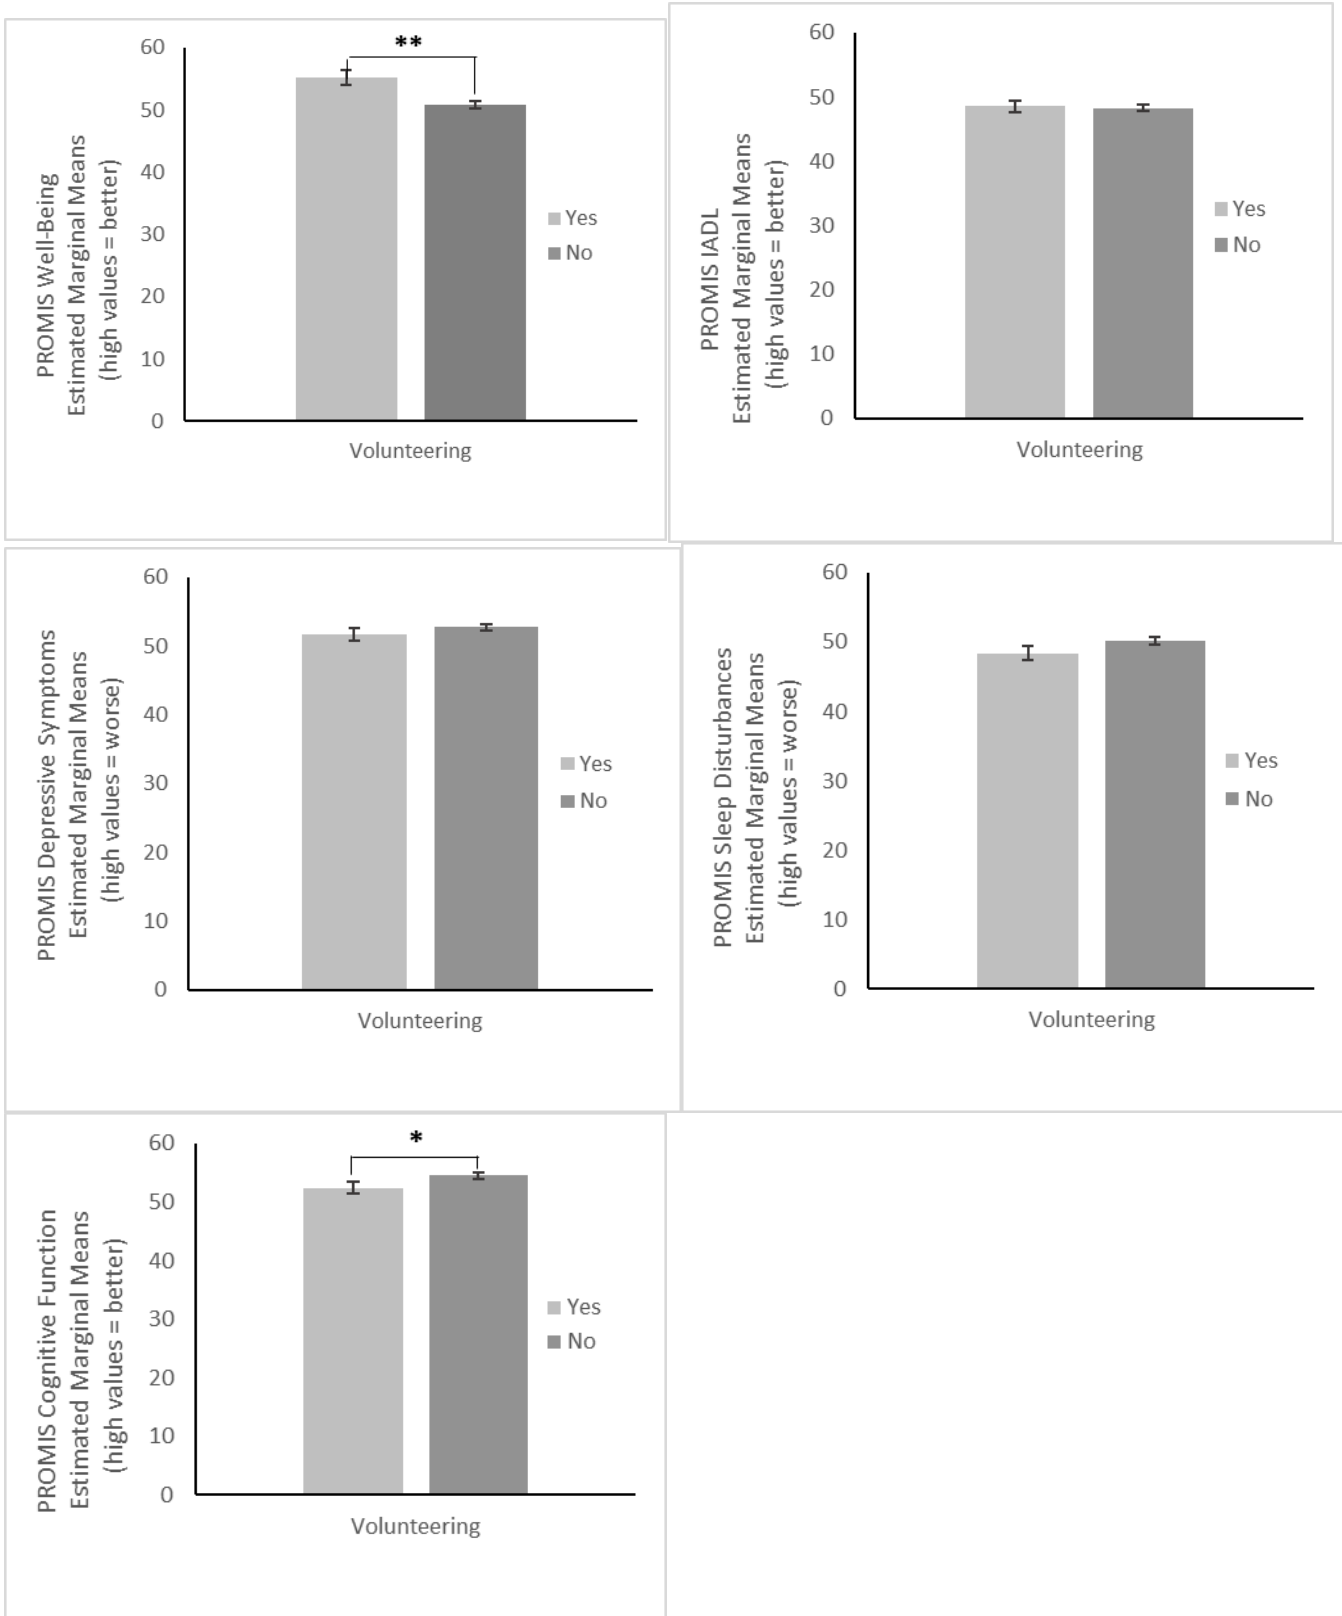 PROMIS Well-Being
Estimated Marginal Means
(high values = better)
60
50
40
30
20
10
0
**
Volunteering
Yes
No
PROMIS IADL
Estimated Marginal Means
(high values = better)
60
50
40
30
20
10
0
Volunteering
Yes
No
PROMIS Depressive Symptoms
Estimated Marginal Means
(high values = worse)
60
50
40
30
20
10
0
Volunteering
Yes
No
PROMIS Sleep Disturbances
Estimated Marginal Means
(high values = worse)
60
50
40
30
20
10
0
Volunteering
Yes
No
PROMIS Cognitive Function
Estimated Marginal Means
(high values = better)
60
50
40
30
20
10
0
*
Volunteering
Yes
No